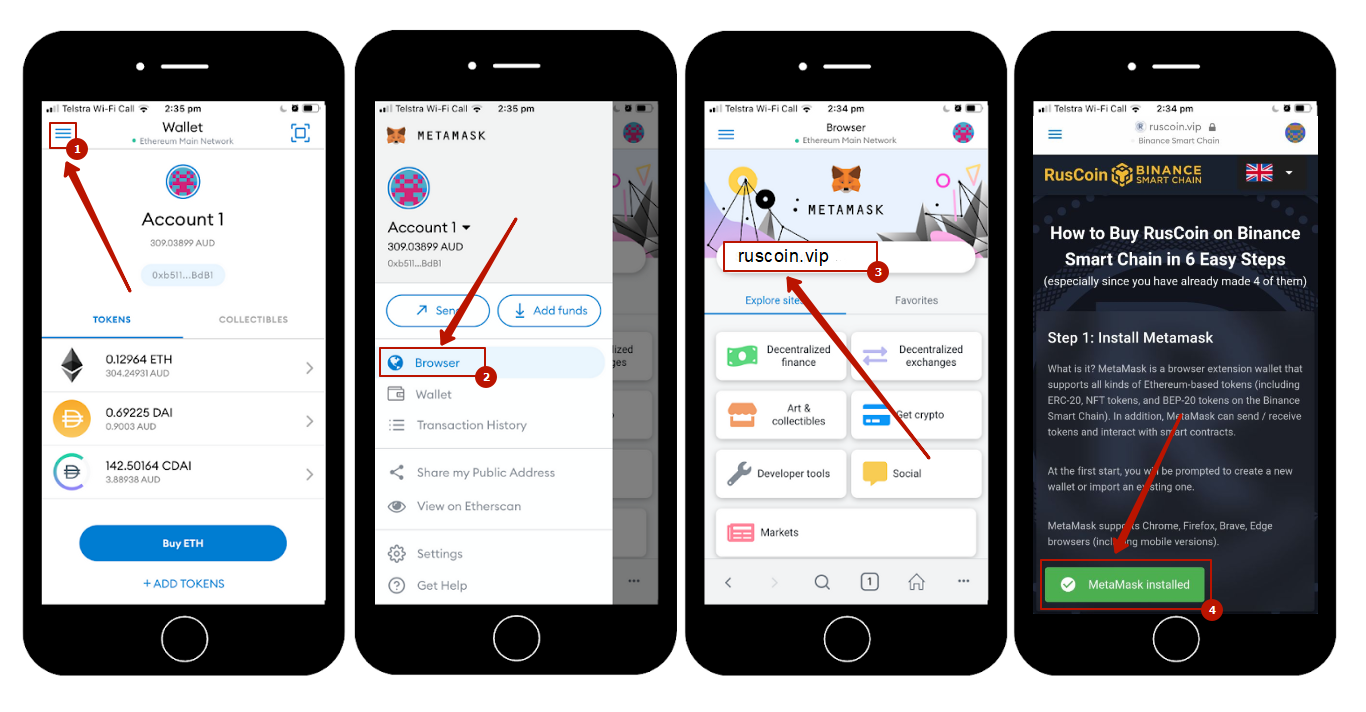 Telstra Wi-Fi Call 2:35 pm
Wallet
Ethereum Main Network
1
Account 1
309.03899 AUD
0xb511...BdB1
TOKENS COLLECTIBLES
0.12964 ETH
304.24931 AUD
0.69225 DAI
0.9003 AUD
142.50164 CDAI
3.88938 AUD
Buy ETH
+ ADD TOKENS
Telstra Wi-Fi Call 2:35 pm
METAMASK
Account 1
309.03899 AUD
0xb511...BdB1
Send Add funds
Browser
2
Wallet
Transaction History
Share my Public Address
View on Etherscan
Settings
Get Help
Telstra Wi-Fi Call 2:34 pm
Browser
Ethereum Main Network
METAMASK
ruscoin.vip
3
Explore sites Favorites
Decentralized
finance
Decentralized
exchanges
Art &
collectibles
Get crypto
Developer tools
Social
Markets
1
Telstra Wi-Fi Call 2:34 pm
R ruscoin.vip
Binance Smart Chain
RusCoin BINANCE
SMART CHAIN
How to Buy RusCoin on Binance
Smart Chain in 6 Easy Steps
(especially since you have already made 4 of them)
Step 1: Install Metamask
What is it? MetaMask is a browser extension wallet that
supports all kinds of Ethereum-based tokens (including
ERC-20, NFT tokens, and BEP-20 tokens on the Binance
Smart Chain). In addition, MetaMask can send / receive
tokens and interact with smart contracts.
At the first start, you will be prompted to create a new
wallet or import an existing one.
MetaMask supports Chrome, Firefox, Brave, Edge
browsers (including mobile versions).
MetaMask installed
4